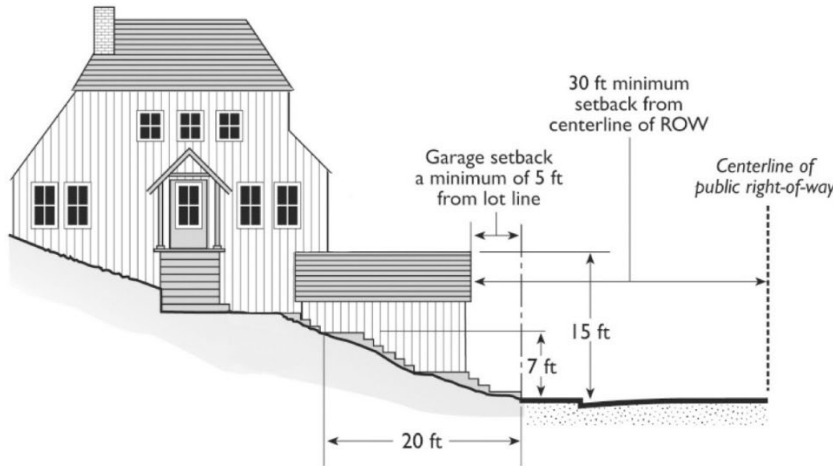 30 ft minimum
setback from
centerline of ROW
Garage setback
a minimum of 5 ft
from lot line
Centerline of
public right-of-way
15 ft
7 ft
20 ft